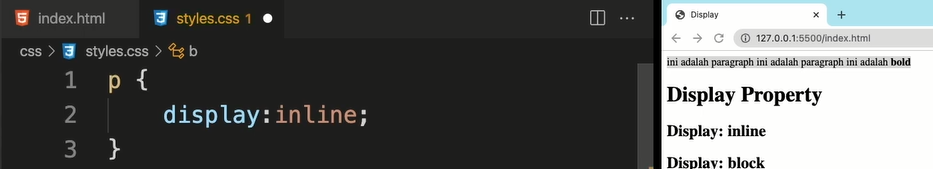 index.html
styles.css 1
css > styles.css > b
1 p {
2 display:inline;
3 }
Display
127.0.0.1:5500/index.html
ini adalah paragraph ini adalah paragraph ini adalah bold
Display Property
Display: inline
Display: block